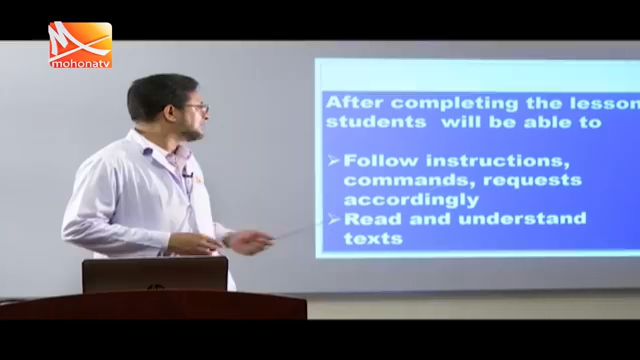 mohonatv
After completing the lesson
students will be able to
➢Follow instructions,
commands, requests
accordingly
➢Read and understand
texts
hp